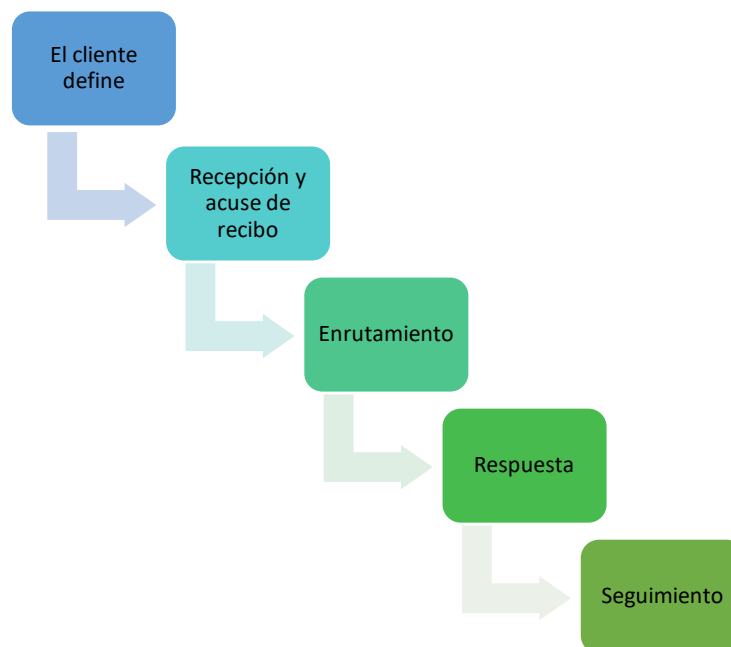 El cliente
define
Recepción y
acuse de
recibo
Enrutamiento
Respuesta
Seguimiento